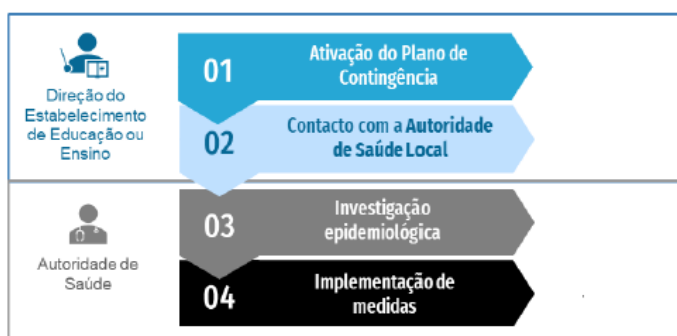 Direção do
Estabelecimento
de Educação ou
Ensino
01
Ativação do Plano de
Contingência
02
Contacto com a Autoridade
de Saúde Local
Autoridade de
Saúde
03
Investigação
epidemiológica
04
Implementação de
medidas